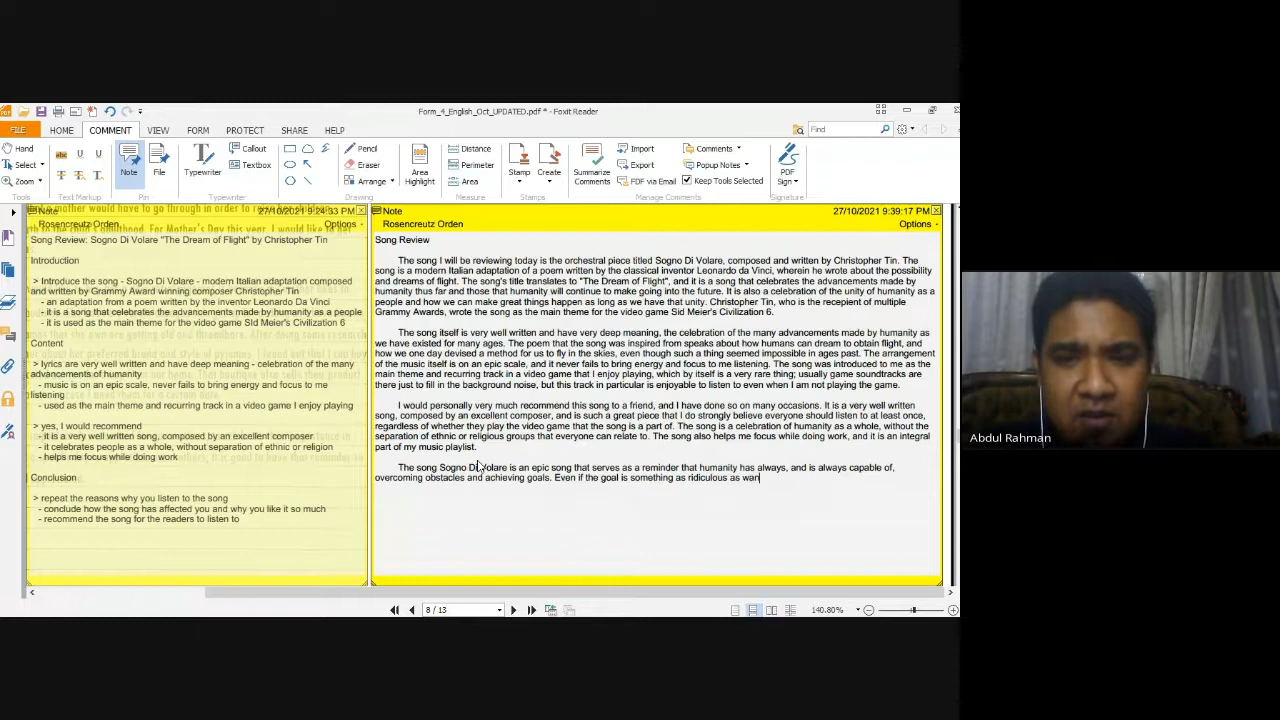 Form_4_English_Oct_UPDATED.pdf * - Foxit Reader
FILE HOME COMMENT VIEW FORM PROTECT SHARE HELP Find
Hand Select Zoom Tools
Text Markup
Note File Pin
Typewriter Callout Textbox Typewriter
Pencil Eraser Arrange Drawing
Area Highlight
Distance Perimeter Area Measure
Stamp Create Stamps
Summarize Comments Import Export FDF via Email Comments Popup Notes Keep Tools Selected Manage Comments
PDF Sign Signature
Note 27/10/2021 9:24:33 PM
Rosencreutz Orden Options
Song Review: Sogno Di Volare "The Dream of Flight" by Christopher Tin
Introduction
> Introduce the song - Sogno Di Volare - modern Italian adaptation composed
and written by Grammy Award winning composer Christopher Tin
- an adaptation from a poem written by the inventor Leonardo Da Vinci
- it is a song that celebrates the advancements made by humanity as a people
- it is used as the main theme for the video game Sid Meier's Civilization 6
Content
> lyrics are very well written and have deep meaning - celebration of the many
advancements of humanity
- music is on an epic scale, never fails to bring energy and focus to me
listening
- used as the main theme and recurring track in a video game I enjoy playing
> yes, I would recommend
- it is a very well written song, composed by an excellent composer
- it celebrates people as a whole, without separation of ethnic or religion
- helps me focus while doing work
Conclusion
> repeat the reasons why you listen to the song
- conclude how the song has affected you and why you like it so much
- recommend the song for the readers to listen to
Note 27/10/2021 9:39:17 PM
Rosencreutz Orden Options
Song Review
The song I will be reviewing today is the orchestral piece titled Sogno Di Volare, composed and written by Christopher Tin. The
song is a modern Italian adaptation of a poem written by the classical inventor Leonardo da Vinci, wherein he wrote about the possibility
and dreams of flight. The song's title translates to "The Dream of Flight", and it is a song that celebrates the advancements made by
humanity thus far and those that humanity will continue to make going into the future. It is also a celebration of the unity of humanity as a
people and how we can make great things happen as long as we have that unity. Christopher Tin, who is the recepient of multiple
Grammy Awards, wrote the song as the main theme for the video game Sid Meier's Civilization 6.
The song itself is very well written and have very deep meaning, the celebration of the many advancements made by humanity as
we have existed for many ages. The poem that the song was inspired from speaks about how humans can dream to obtain flight, and
how we one day devised a method for us to fly in the skies, even though such a thing seemed impossible in ages past. The arrangement
of the music itself is on an epic scale, and it never fails to bring energy and focus to me listening. The song was introduced to me as the
main theme and recurring track in a video game that I enjoy playing, which by itself is a very rare thing; usually game soundtracks are
there just to fill in the background noise, but this track in particular is enjoyable to listen to even when I am not playing the game.
I would personally very much recommend this song to a friend, and I have done so on many occasions. It is a very well written
song, composed by an excellent composer, and is such a great piece that I do strongly believe everyone should listen to at least once,
regardless of whether they play the video game that the song is a part of. The song is a celebration of humanity as a whole, without the
separation of ethnic or religious groups that everyone can relate to. The song also helps me focus while doing work, and it is an integral
part of my music playlist.
The song Sogno Di Volare is an epic song that serves as a reminder that humanity has always, and is always capable of,
overcoming obstacles and achieving goals. Even if the goal is something as ridiculous as wan
8 / 13 140.80%
Abdul Rahman